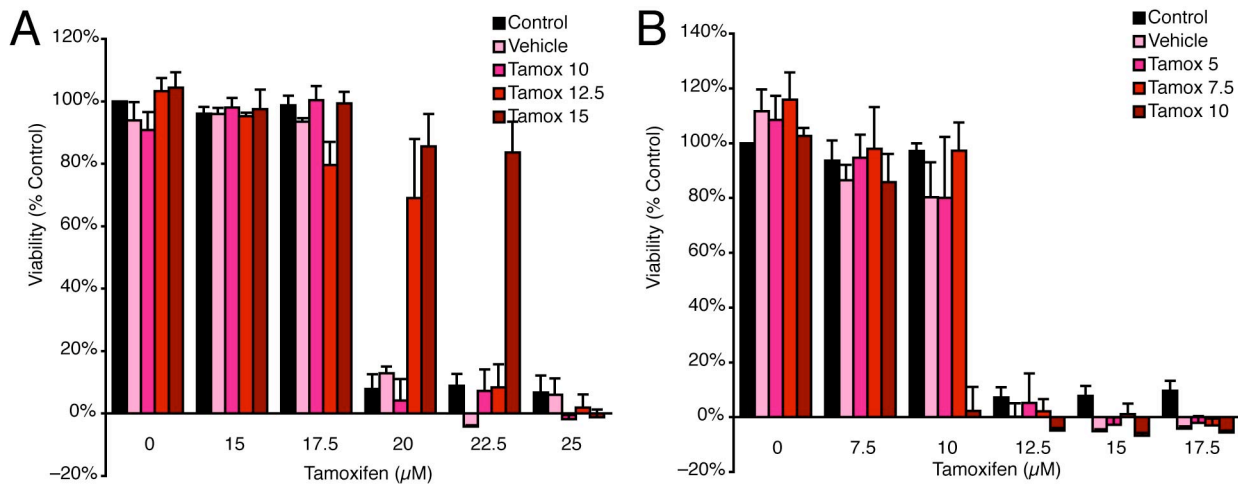 A
Viability (% Control)
120%
100%
80%
60%
40%
20%
0%
–20%
0 15 17.5 20 22.5 25
Tamoxifen (µM)
Control
Vehicle
Tamox 10
Tamox 12.5
Tamox 15
B
Viability (% Control)
140%
120%
100%
80%
60%
40%
20%
0%
–20%
0 7.5 10 12.5 15 17.5
Tamoxifen (µM)
Control
Vehicle
Tamox 5
Tamox 7.5
Tamox 10